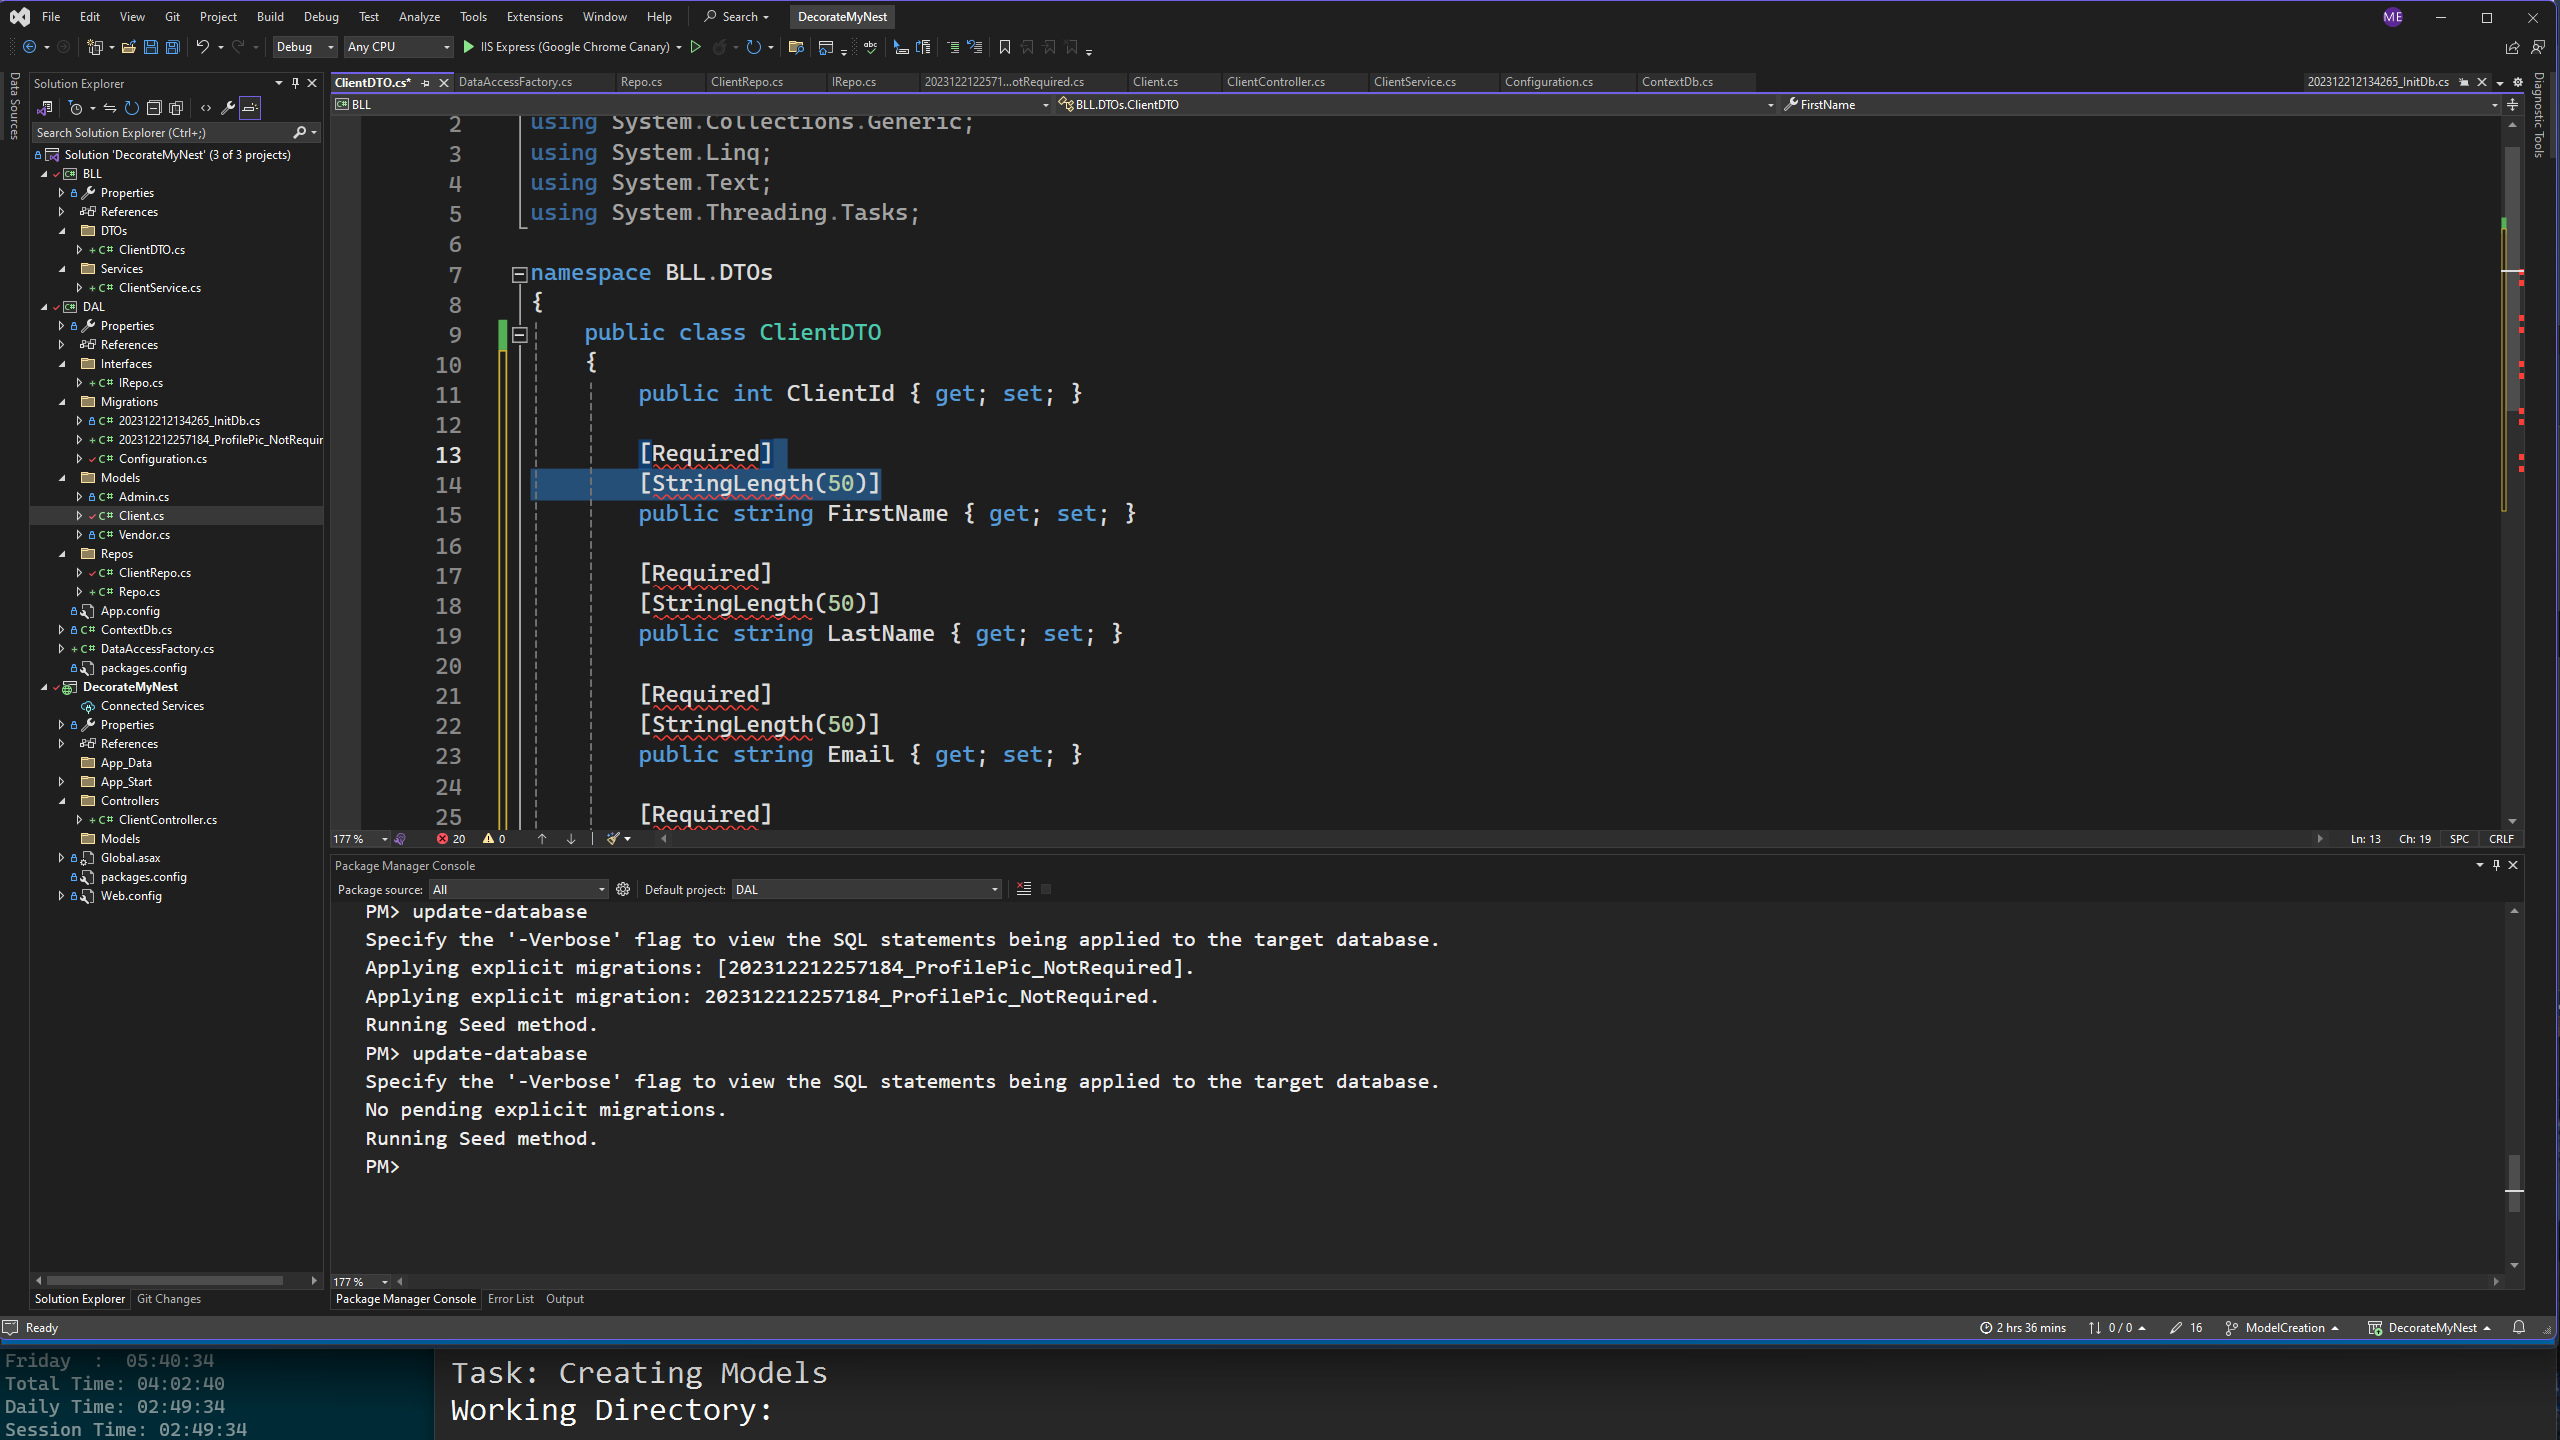 File Edit View Git Project Build Debug Test Analyze Tools Extensions Window Help Search DecorateMyNest ME
Debug Any CPU IIS Express (Google Chrome Canary)
Data Sources
Solution Explorer
Search Solution Explorer (Ctrl+;)
Solution 'DecorateMyNest' (3 of 3 projects)
BLL
Properties
References
DTOs
C# ClientDTO.cs
Services
C# ClientService.cs
DAL
Properties
References
Interfaces
C# IRepo.cs
Migrations
C# 202312212134265_InitDb.cs
C# 202312212257184_ProfilePic_NotRequir
C# Configuration.cs
Models
C# Admin.cs
C# Client.cs
C# Vendor.cs
Repos
C# ClientRepo.cs
C# Repo.cs
App.config
C# ContextDb.cs
C# DataAccessFactory.cs
packages.config
DecorateMyNest
Connected Services
Properties
References
App_Data
App_Start
Controllers
C# ClientController.cs
Models
Global.asax
packages.config
Web.config
Solution Explorer Git Changes
ClientDTO.cs* DataAccessFactory.cs Repo.cs ClientRepo.cs IRepo.cs 2023122122571...otRequired.cs Client.cs ClientController.cs ClientService.cs Configuration.cs ContextDb.cs 202312212134265_InitDb.cs
BLL BLL.DTOs.ClientDTO FirstName
2 using System.Collections.Generic;
3 using System.Linq;
4 using System.Text;
5 using System.Threading.Tasks;
6
7 namespace BLL.DTOs
8 {
9 public class ClientDTO
10 {
11 public int ClientId { get; set; }
12
13 [Required]
14 [StringLength(50)]
15 public string FirstName { get; set; }
16
17 [Required]
18 [StringLength(50)]
19 public string LastName { get; set; }
20
21 [Required]
22 [StringLength(50)]
23 public string Email { get; set; }
24
25 [Required]
177 % 20 0 Ln: 13 Ch: 19 SPC CRLF
Diagnostic Tools
Package Manager Console
Package source: All Default project: DAL
PM> update-database
Specify the '-Verbose' flag to view the SQL statements being applied to the target database.
Applying explicit migrations: [202312212257184_ProfilePic_NotRequired].
Applying explicit migration: 202312212257184_ProfilePic_NotRequired.
Running Seed method.
PM> update-database
Specify the '-Verbose' flag to view the SQL statements being applied to the target database.
No pending explicit migrations.
Running Seed method.
PM>
177 %
Package Manager Console Error List Output
Ready 2 hrs 36 mins 0 / 0 16 ModelCreation DecorateMyNest
Friday : 05:40:34
Total Time: 04:02:40
Daily Time: 02:49:34
Session Time: 02:49:34
Task: Creating Models
Working Directory: